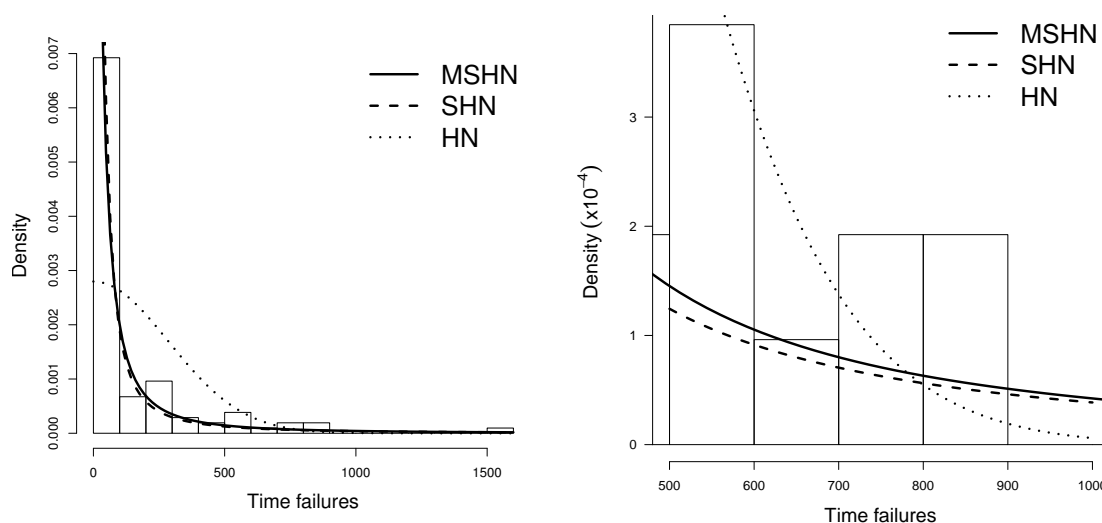 MSHN
SHN
HN
Density
0.007
0.006
0.005
0.004
0.003
0.002
0.001
0.000
0 500 1000 1500
Time failures
MSHN
SHN
HN
Density (x10⁻⁴)
3
2
1
0
500 600 700 800 900 1000
Time failures